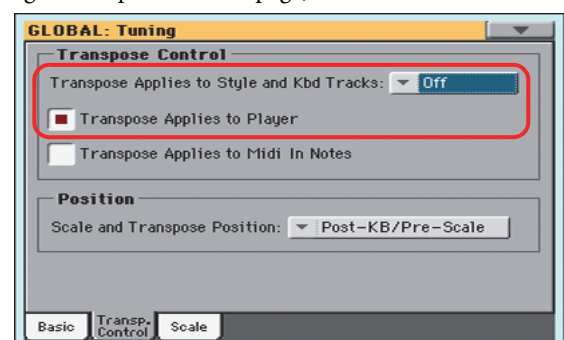 GLOBAL: Tuning
Transpose Control
Transpose Applies to Style and Kbd Tracks: Off
Transpose Applies to Player
Transpose Applies to Midi In Notes
Position
Scale and Transpose Position: Post-KB/Pre-Scale
Basic Transp. Control Scale